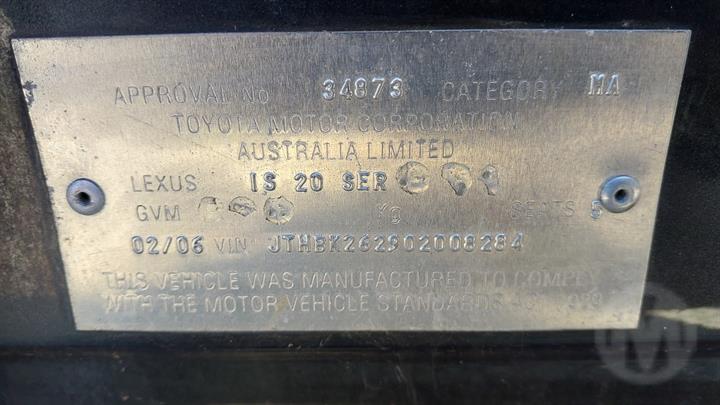 APPROVAL No 34873 CATEGORY MA
TOYOTA MOTOR CORPORATION
AUSTRALIA LIMITED
LEXUS IS 20 SER
GVM Kg SEATS 5
02/06 VIN JTHBK262902008284
THIS VEHICLE WAS MANUFACTURED TO COMPLY
WITH THE MOTOR VEHICLE STANDARDS